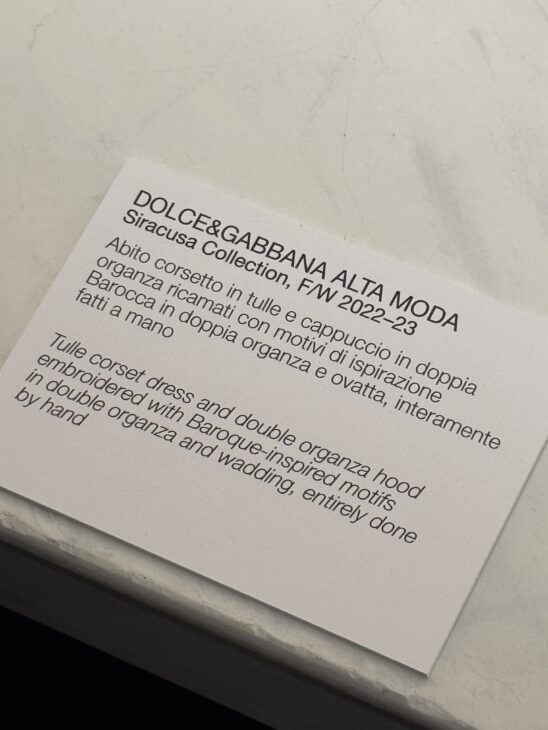 DOLCE&GABBANA ALTA MODA
Siracusa Collection, F/W 2022–23
Abito corsetto in tulle e cappuccio in doppia
organza ricamati con motivi di ispirazione
Barocca in doppia organza e ovatta, interamente
fatti a mano
Tulle corset dress and double organza hood
embroidered with Baroque-inspired motifs
in double organza and wadding, entirely done
by hand